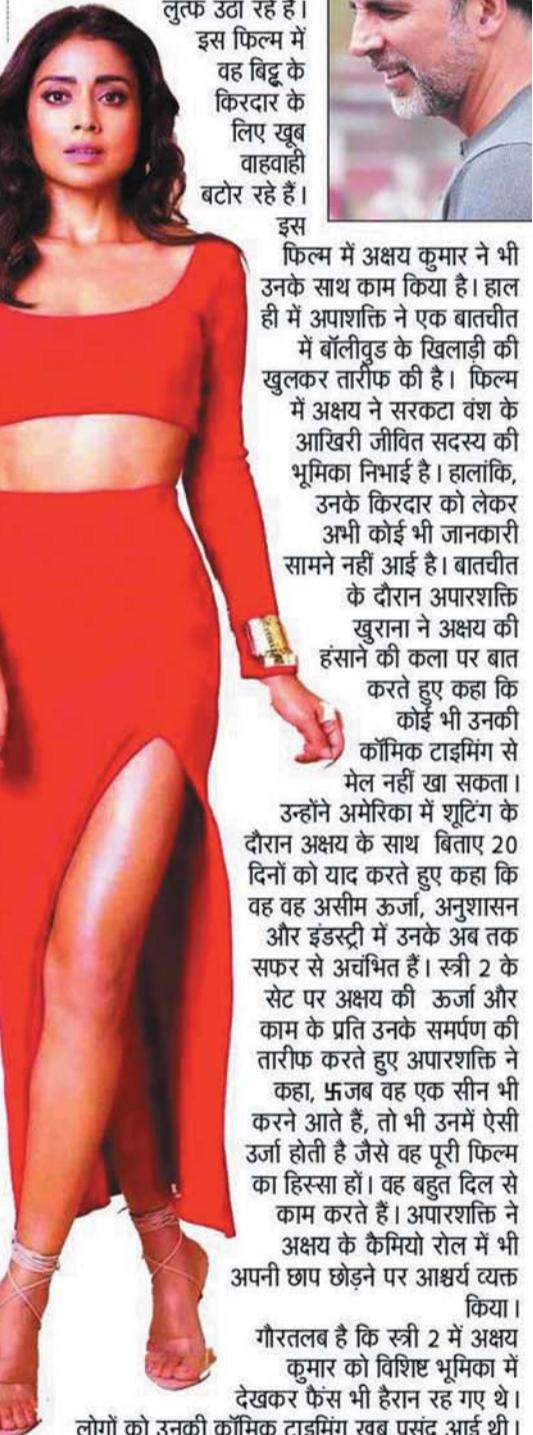 लुत्फ उठा रहे हैं।
इस फिल्म में
वह बिट्टू के
किरदार के
लिए खूब
वाहवाही
बटोर रहे हैं।
इस
फिल्म में अक्षय कुमार ने भी
उनके साथ काम किया है। हाल
ही में अपाशक्ति ने एक बातचीत
में बॉलीवुड के खिलाड़ी की
खुलकर तारीफ की है। फिल्म
में अक्षय ने सरकटा वंश के
आखिरी जीवित सदस्य की
भूमिका निभाई है। हालांकि,
उनके किरदार को लेकर
अभी कोई भी जानकारी
सामने नहीं आई है। बातचीत
के दौरान अपारशक्ति
खुराना ने अक्षय की
हंसाने की कला पर बात
करते हुए कहा कि
कोई भी उनकी
कॉमिक टाइमिंग से
मेल नहीं खा सकता।
उन्होंने अमेरिका में शूटिंग के
दौरान अक्षय के साथ बिताए 20
दिनों को याद करते हुए कहा कि
वह वह असीम ऊर्जा, अनुशासन
और इंडस्ट्री में उनके अब तक
सफर से अचंभित हैं। स्त्री 2 के
सेट पर अक्षय की ऊर्जा और
काम के प्रति उनके समर्पण की
तारीफ करते हुए अपारशक्ति ने
कहा, 卐जब वह एक सीन भी
करने आते हैं, तो भी उनमें ऐसी
उर्जा होती है जैसे वह पूरी फिल्म
का हिस्सा हों। वह बहुत दिल से
काम करते हैं। अपारशक्ति ने
अक्षय के कैमियो रोल में भी
अपनी छाप छोड़ने पर आश्चर्य व्यक्त
किया।
गौरतलब है कि स्त्री 2 में अक्षय
कुमार को विशिष्ट भूमिका में
देखकर फैंस भी हैरान रह गए थे।
लोगों को उनकी कॉमिक टाइमिंग खूब पसंद आई थी।